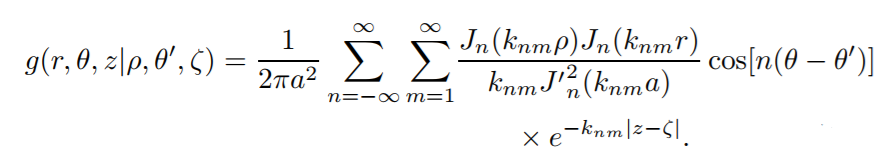 g(r, θ, z|ρ, θ′, ζ) = \frac{1}{2πa^2} \sum_{n=-∞}^{∞} \sum_{m=1}^{∞} \frac{J_n(k_{nm}ρ)J_n(k_{nm}r)}{k_{nm}J'^2_n(k_{nm}a)} cos[n(θ − θ′)]
× e^{−k_{nm}|z−ζ|}.